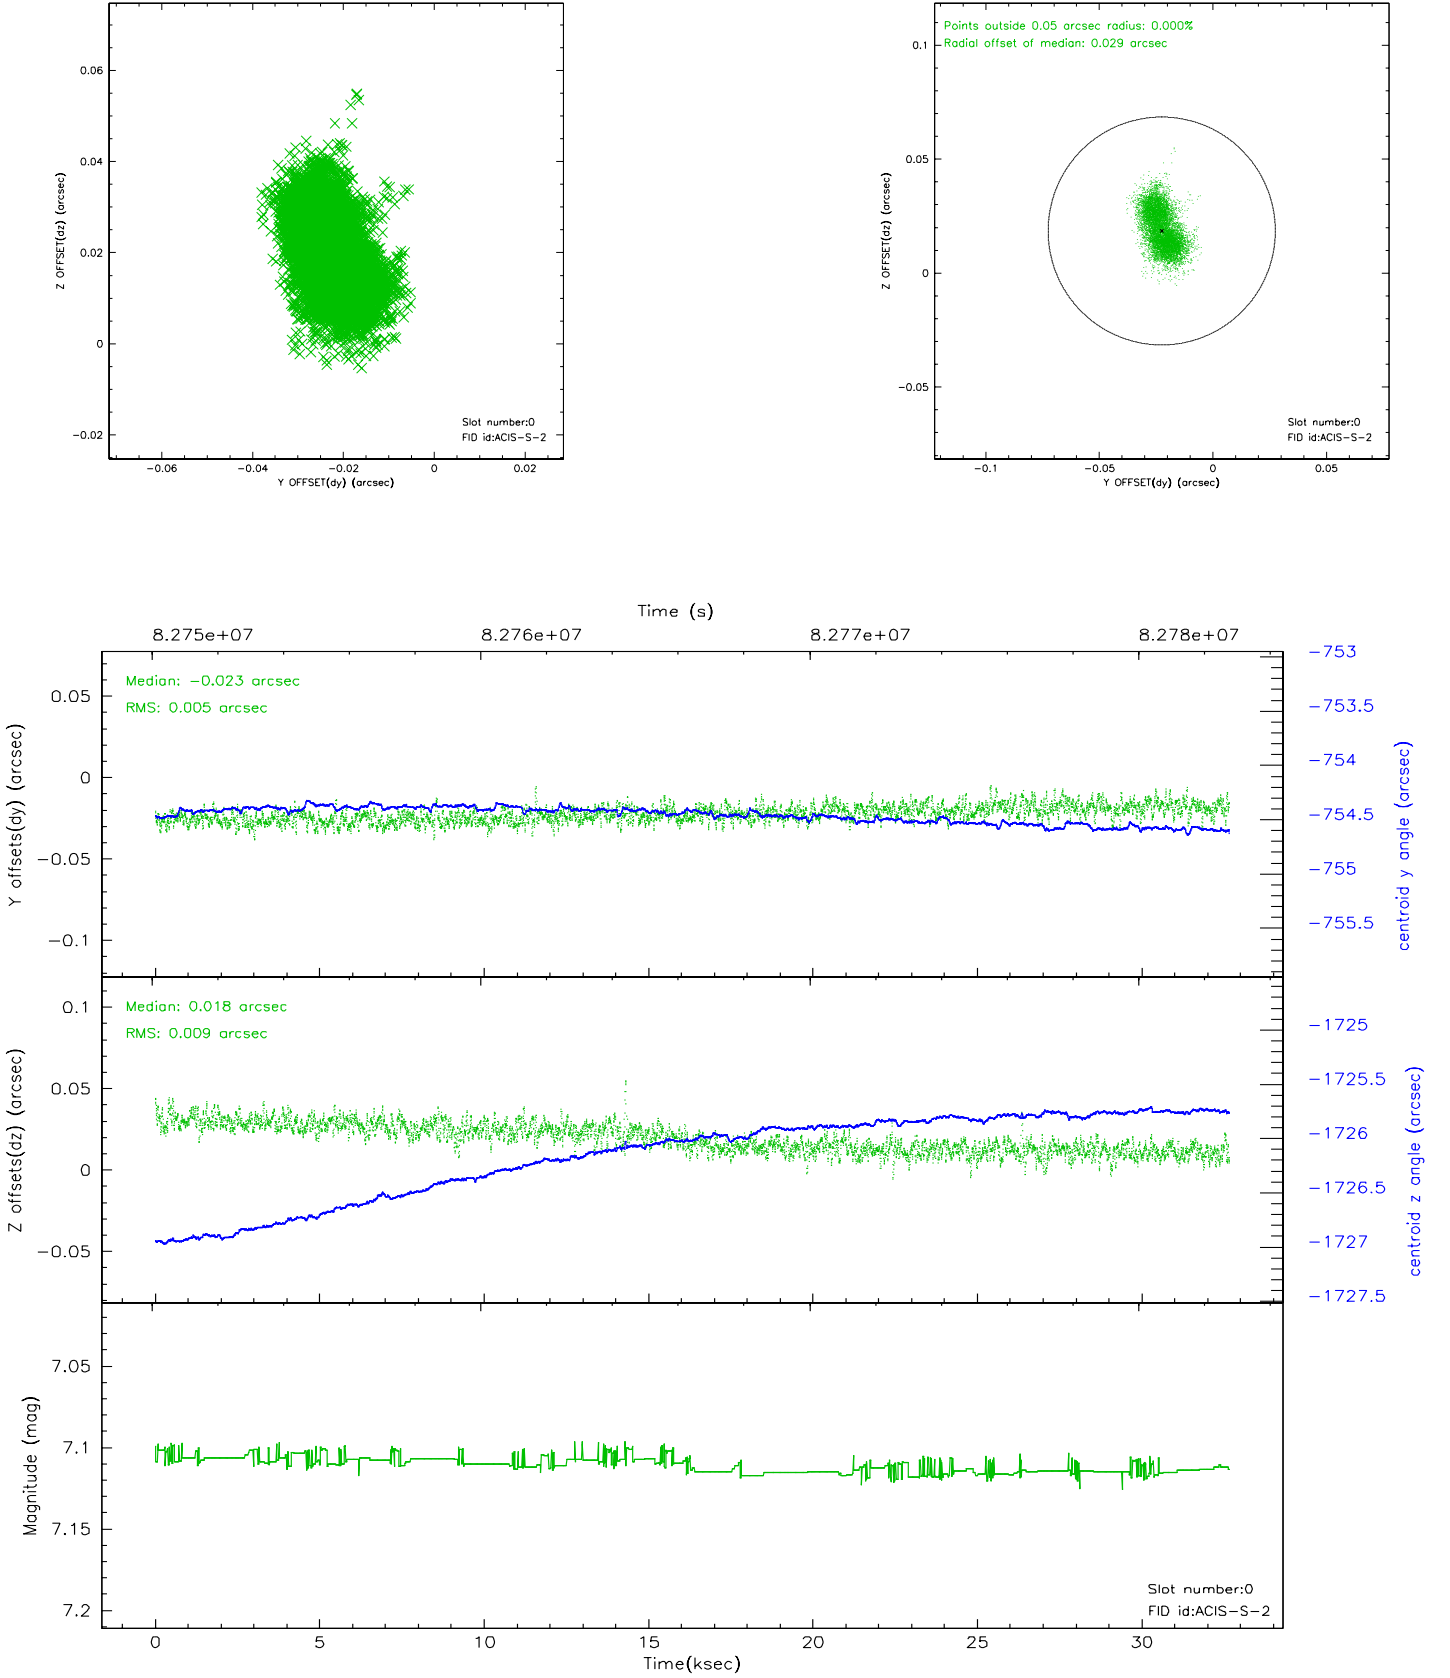 0.06
0.04
0.02
0
−0.02
Z OFFSET(dz) (arcsec)
Slot number:0
FID id:ACIS−S−2
−0.06
−0.04
−0.02
0
0.02
Y OFFSET(dy) (arcsec)
Points outside 0.05 arcsec radius: 0.000%
Radial offset of median: 0.029 arcsec
0.1
0.05
0
−0.05
Z OFFSET(dz) (arcsec)
Slot number:0
FID id:ACIS−S−2
−0.1
−0.05
0
0.05
Y OFFSET(dy) (arcsec)
Time (s)
8.275e+07
8.276e+07
8.277e+07
8.278e+07
Median: −0.023 arcsec
RMS: 0.005 arcsec
0.05
0
−0.05
−0.1
Y offsets(dy) (arcsec)
−753
−753.5
−754
−754.5
−755
−755.5
centroid y angle (arcsec)
Median: 0.018 arcsec
RMS: 0.009 arcsec
0.1
0.05
0
−0.05
Z offsets(dz) (arcsec)
−1725
−1725.5
−1726
−1726.5
−1727
−1727.5
centroid z angle (arcsec)
7.05
7.1
7.15
7.2
Magnitude (mag)
Slot number:0
FID id:ACIS−S−2
0
5
10
15
20
25
30
Time(ksec)